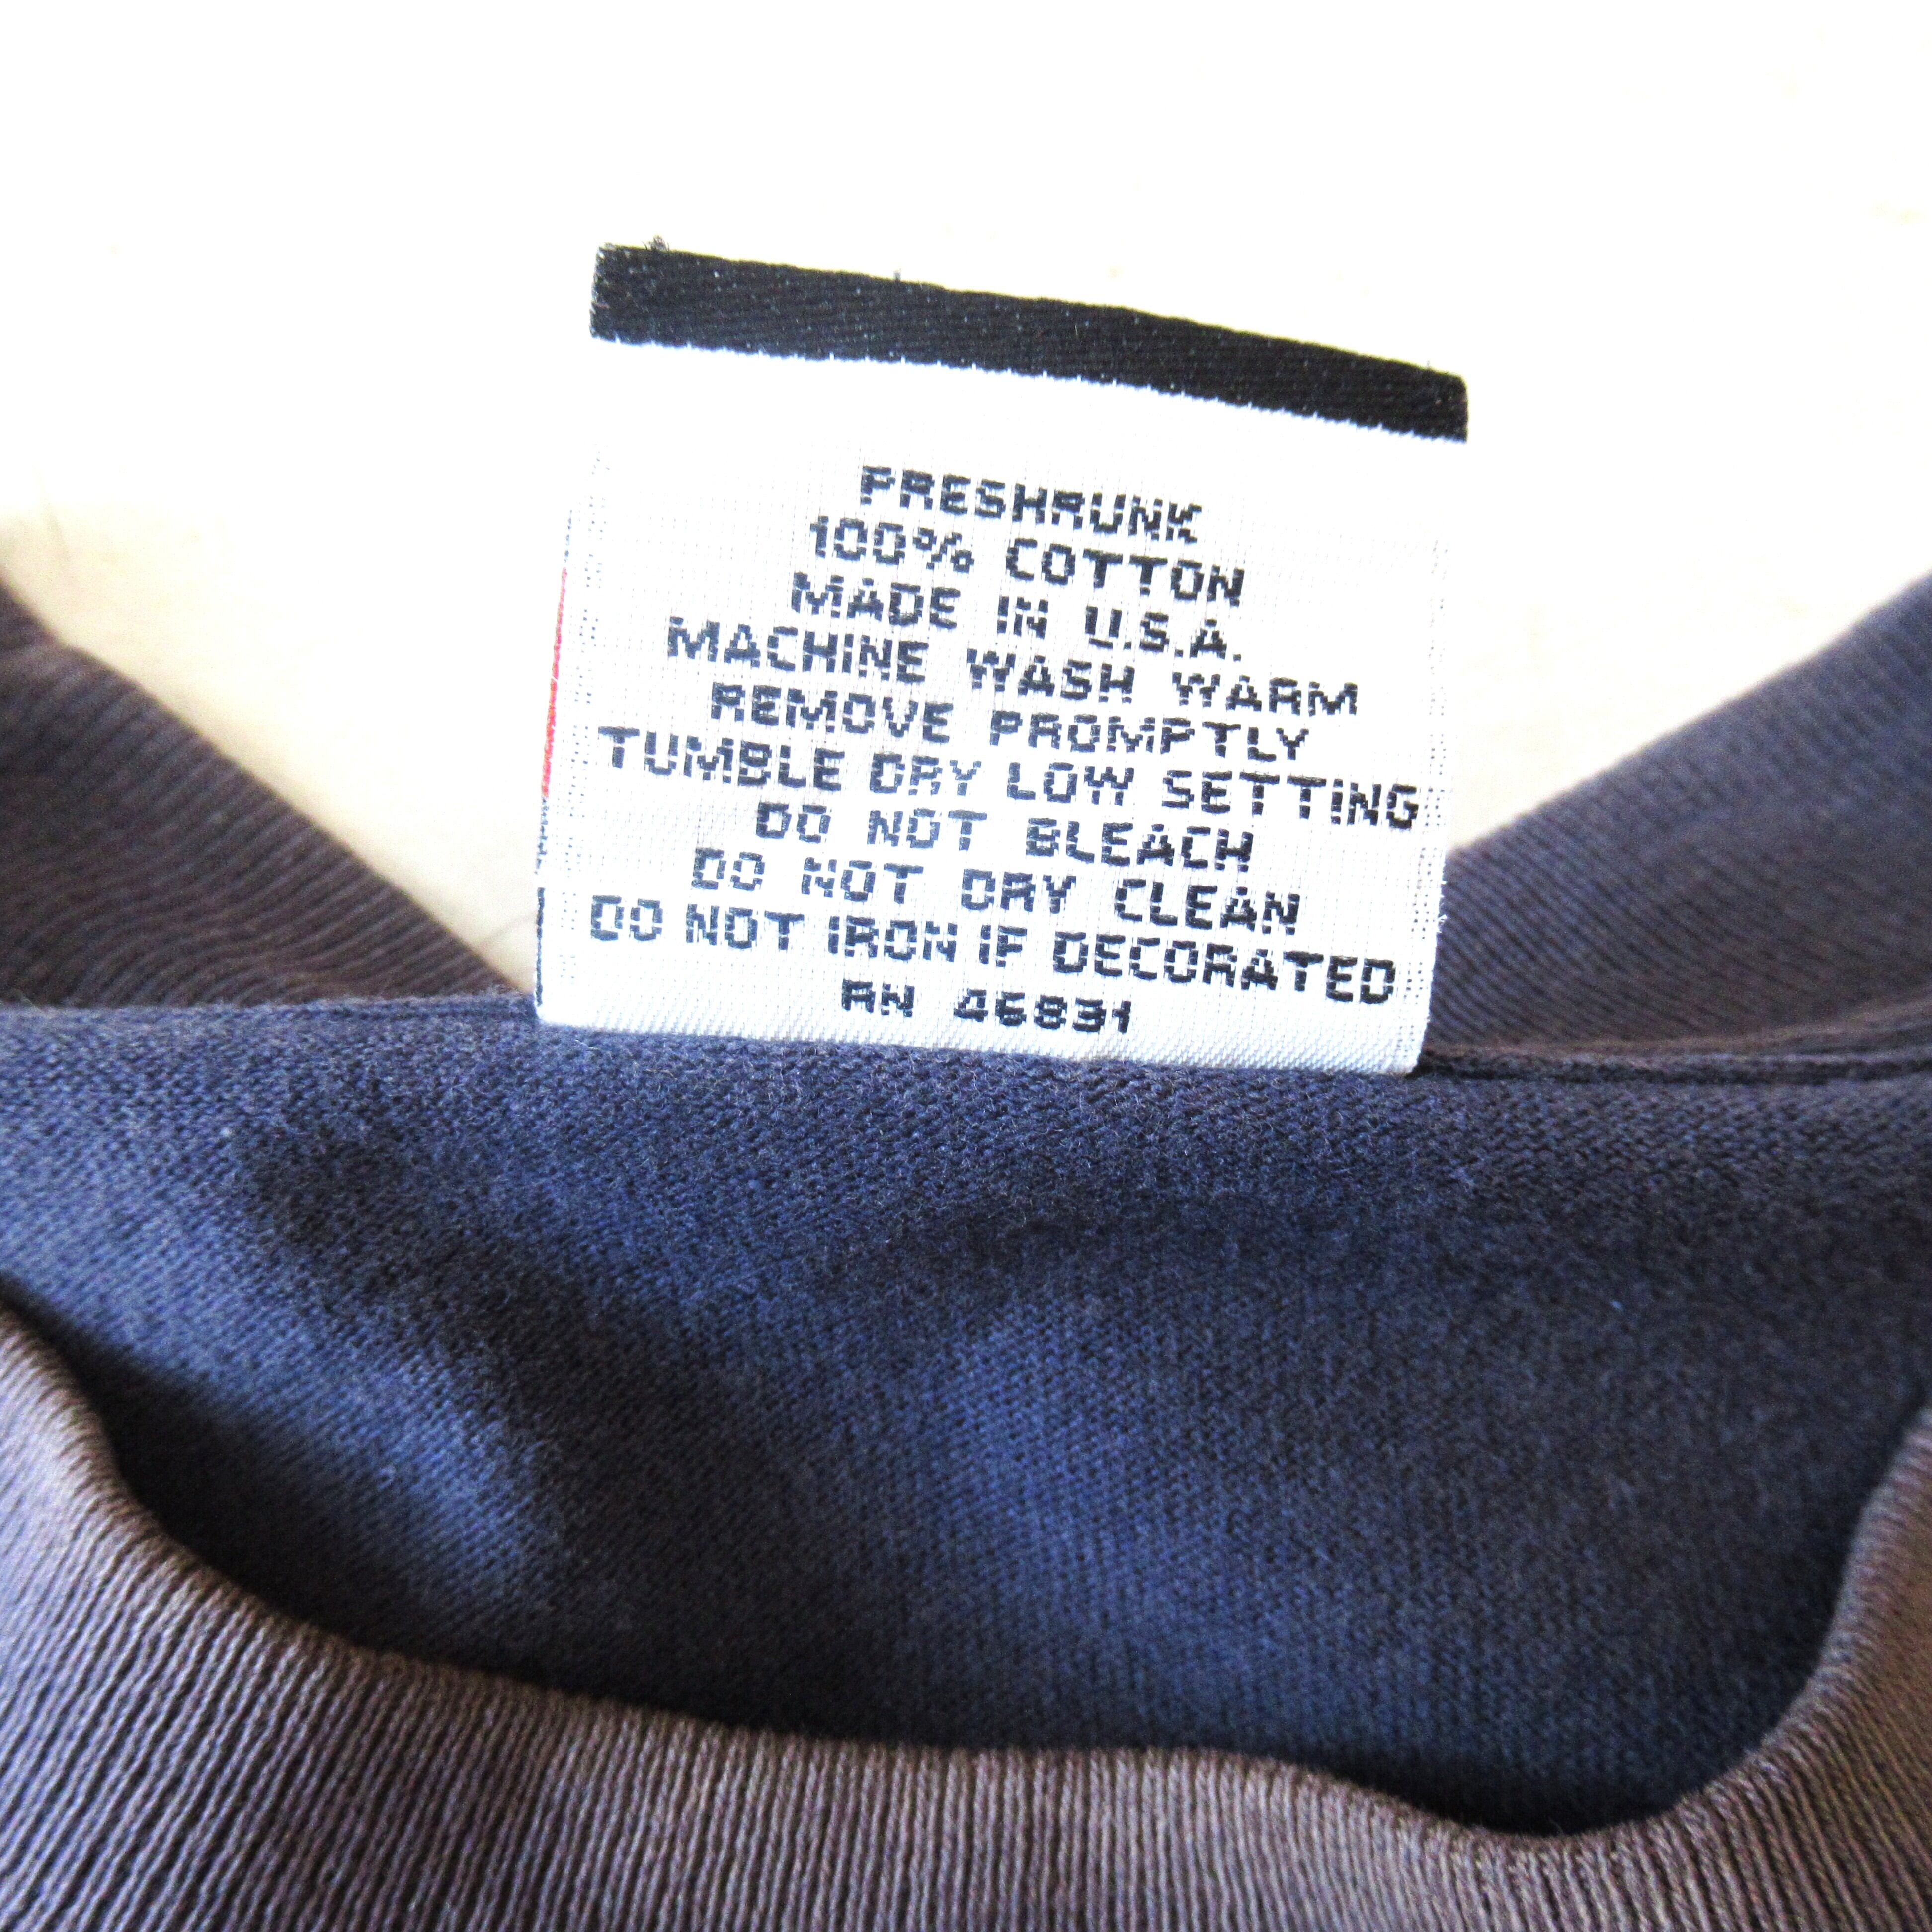 PRESHRUNK
100% COTTON
MADE IN U.S.A.
MACHINE WASH WARM
REMOVE PROMPTLY
TUMBLE DRY LOW SETTING
DO NOT BLEACH
DO NOT DRY CLEAN
DO NOT IRON IF DECORATED
RN 46831